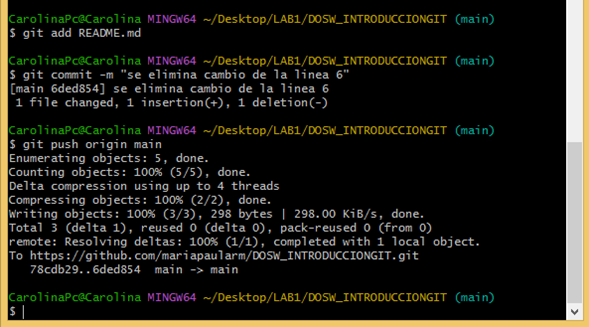 CarolinaPc@Carolina MINGW64 ~/Desktop/LAB1/DOSW_INTRODUCCIONGIT (main)
$ git add README.md
CarolinaPc@Carolina MINGW64 ~/Desktop/LAB1/DOSW_INTRODUCCIONGIT (main)
$ git commit -m "se elimina cambio de la linea 6"
[main 6ded854] se elimina cambio de la linea 6
1 file changed, 1 insertion(+), 1 deletion(-)
CarolinaPc@Carolina MINGW64 ~/Desktop/LAB1/DOSW_INTRODUCCIONGIT (main)
$ git push origin main
Enumerating objects: 5, done.
Counting objects: 100% (5/5), done.
Delta compression using up to 4 threads
Compressing objects: 100% (2/2), done.
Writing objects: 100% (3/3), 298 bytes | 298.00 KiB/s, done.
Total 3 (delta 1), reused 0 (delta 0), pack-reused 0 (from 0)
remote: Resolving deltas: 100% (1/1), completed with 1 local object.
To https://github.com/mariapaularm/DOSW_INTRODUCCIONGIT.git
78cdb29..6ded854  main -> main
CarolinaPc@Carolina MINGW64 ~/Desktop/LAB1/DOSW_INTRODUCCIONGIT (main)
$